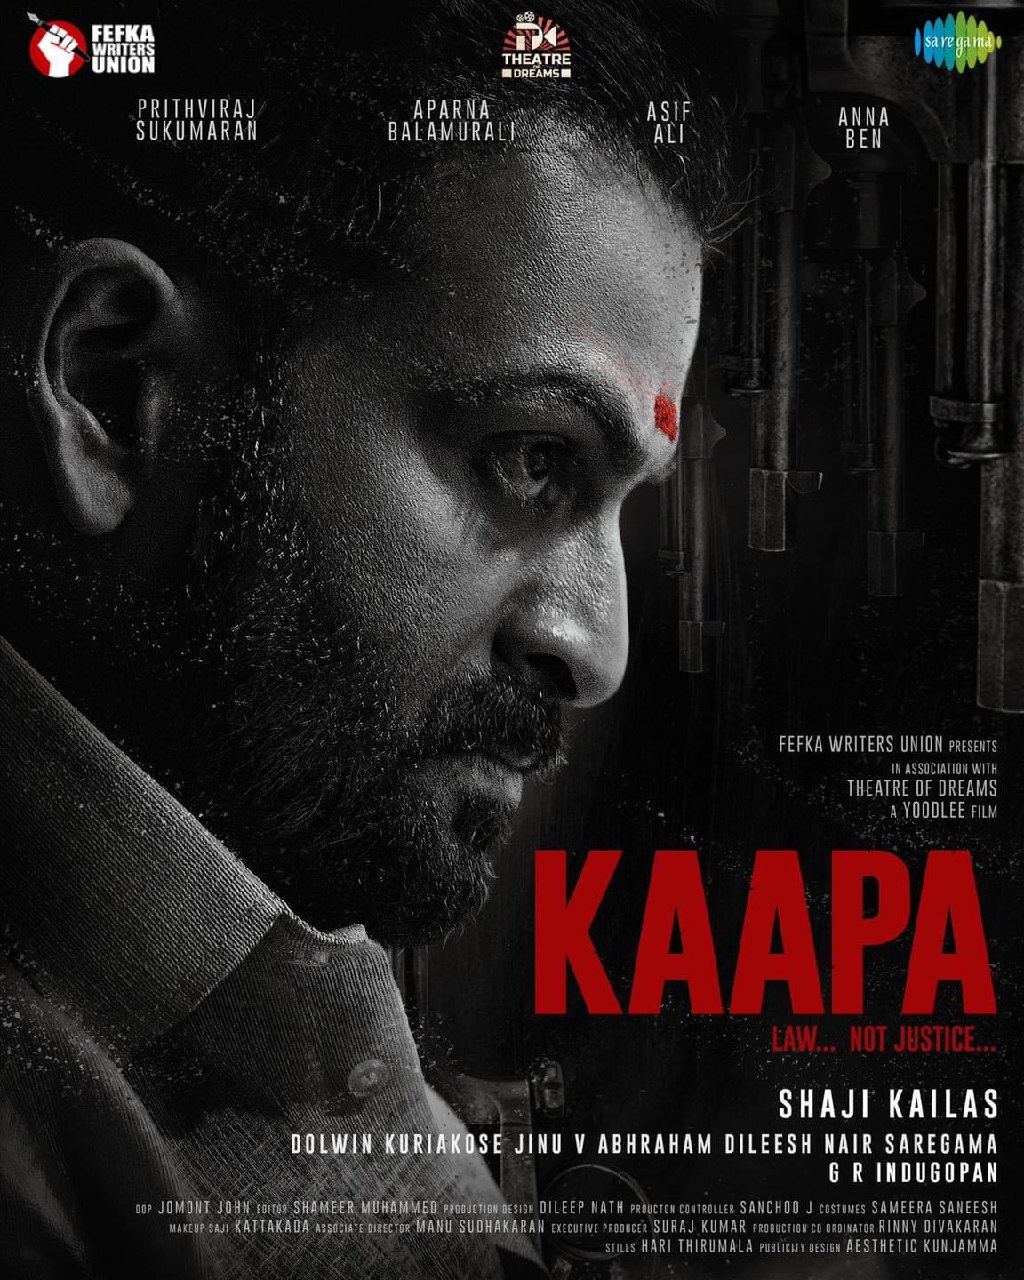 FEFKA
WRITERS
UNION
THEATRE
OF
DREAMS
saregama
PRITHVIRAJ
SUKUMARAN
APARNA
BALAMURALI
ASIF
ALI
ANNA
BEN
FEFKA WRITERS UNION PRESENTS
IN ASSOCIATION WITH
THEATRE OF DREAMS
A YOODLEE FILM
KAAPA
LAW... NOT JUSTICE...
SHAJI KAILAS
DOLWIN KURIAKOSE JINU V ABHRAHAM DILEESH NAIR SAREGAMA
G R INDUGOPAN
DOP JOMONT JOHN EDITOR SHAMEER MUHAMMED PRODUCTION DESIGN DILEEP NATH PROUCTON CONTROLLER SANCHOO J COSTUMES SAMEERA SANEESH
MAKEUP SAJI KATTAKADA ASSOCIATE DIRECTOR MANU SUDHAKARAN EXECUTIVE PRODUCER SURAJ KUMAR PRODUCTION CO ORDINATOR RINNY DIVAKARAN
STILLS HARI THIRUMALA PUBLICITY DESIGN AESTHETIC KUNJAMMA